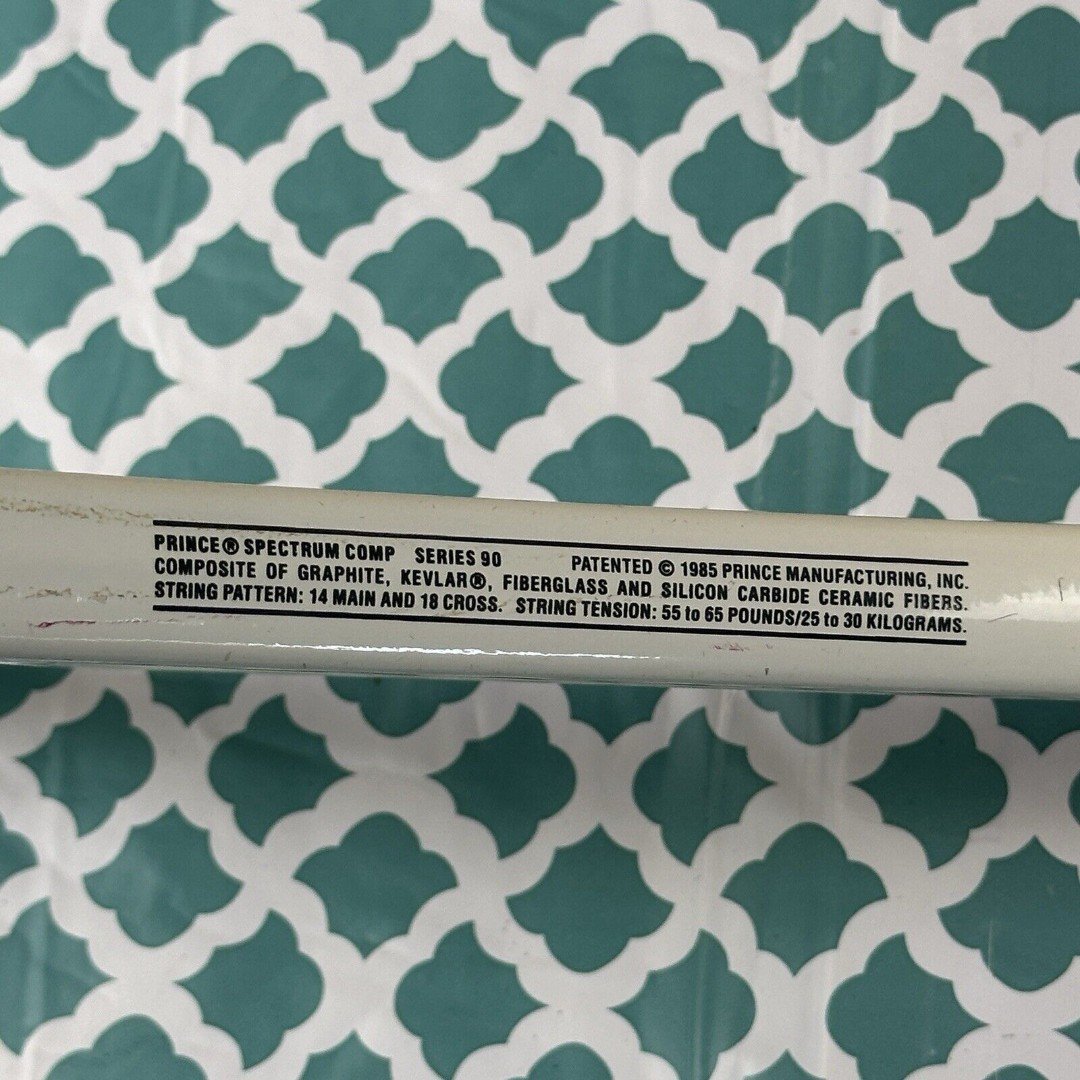 PRINCE® SPECTRUM COMP SERIES 90 PATENTED © 1985 PRINCE MANUFACTURING, INC.
COMPOSITE OF GRAPHITE, KEVLAR®, FIBERGLASS AND SILICON CARBIDE CERAMIC FIBERS.
STRING PATTERN: 14 MAIN AND 18 CROSS. STRING TENSION: 55 to 65 POUNDS/25 to 30 KILOGRAMS.